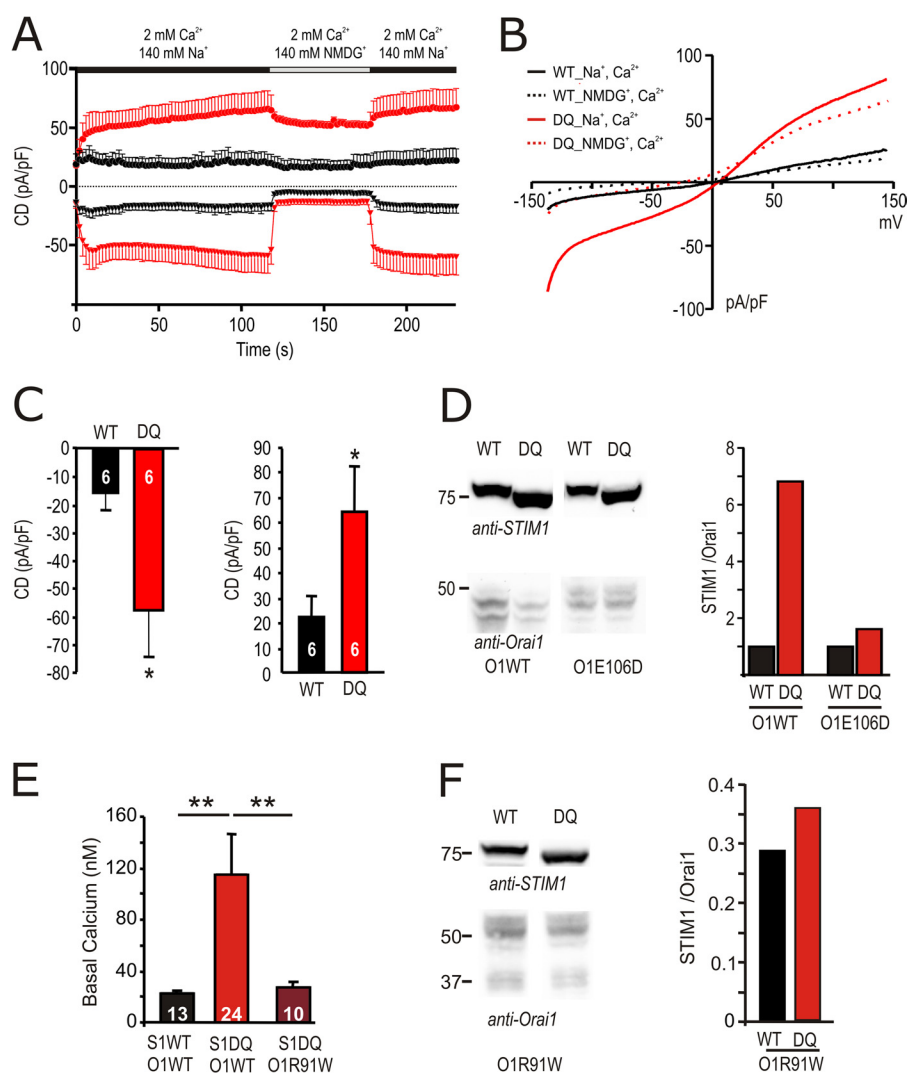 A
2 mM Ca²⁺
140 mM Na⁺
2 mM Ca²⁺
140 mM NMDG⁺
2 mM Ca²⁺
140 mM Na⁺
100
50
0
-50
CD (pA/pF)
0
50
100
150
200
Time (s)
B
WT_Na⁺, Ca²⁺
WT_NMDG⁺, Ca²⁺
DQ_Na⁺, Ca²⁺
DQ_NMDG⁺, Ca²⁺
100
50
-150
-100
-50
50
150
mV
-50
-100
pA/pF
C
WT
DQ
0
-10
-20
-30
-40
-50
-60
-70
-80
CD (pA/pF)
6
6
*
90
80
70
60
50
40
30
20
10
0
CD (pA/pF)
*
6
6
WT
DQ
D
WT
DQ
WT
DQ
75
anti-STIM1
50
anti-Orai1
O1WT
O1E106D
8
6
4
2
STIM1 /Orai1
WT DQ
WT DQ
O1WT
O1E106D
E
160
120
80
40
0
Basal Calcium (nM)
**
**
13
24
10
S1WT
O1WT
S1DQ
O1WT
S1DQ
O1R91W
F
WT
DQ
75
anti-STIM1
50
37
anti-Orai1
O1R91W
0.4
0.3
0.2
0.1
0
STIM1 /Orai1
WT
DQ
O1R91W